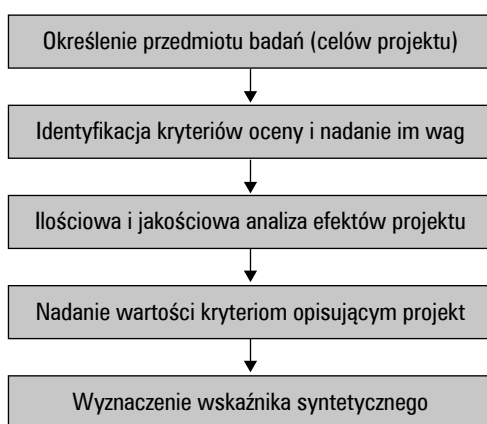 Określenie przedmiotu badań (celów projektu)
Identyfikacja kryteriów oceny i nadanie im wag
Ilościowa i jakościowa analiza efektów projektu
Nadanie wartości kryteriom opisującym projekt
Wyznaczenie wskaźnika syntetycznego